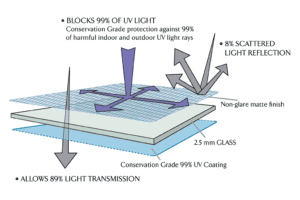 • BLOCKS 99% OF UV LIGHT
Conservation Grade protection against 99%
of harmful indoor and outdoor UV light rays
• 8% SCATTERED
LIGHT REFLECTION
Non-glare matte finish
2.5 mm GLASS
Conservation Grade 99% UV Coating
• ALLOWS 89% LIGHT TRANSMISSION